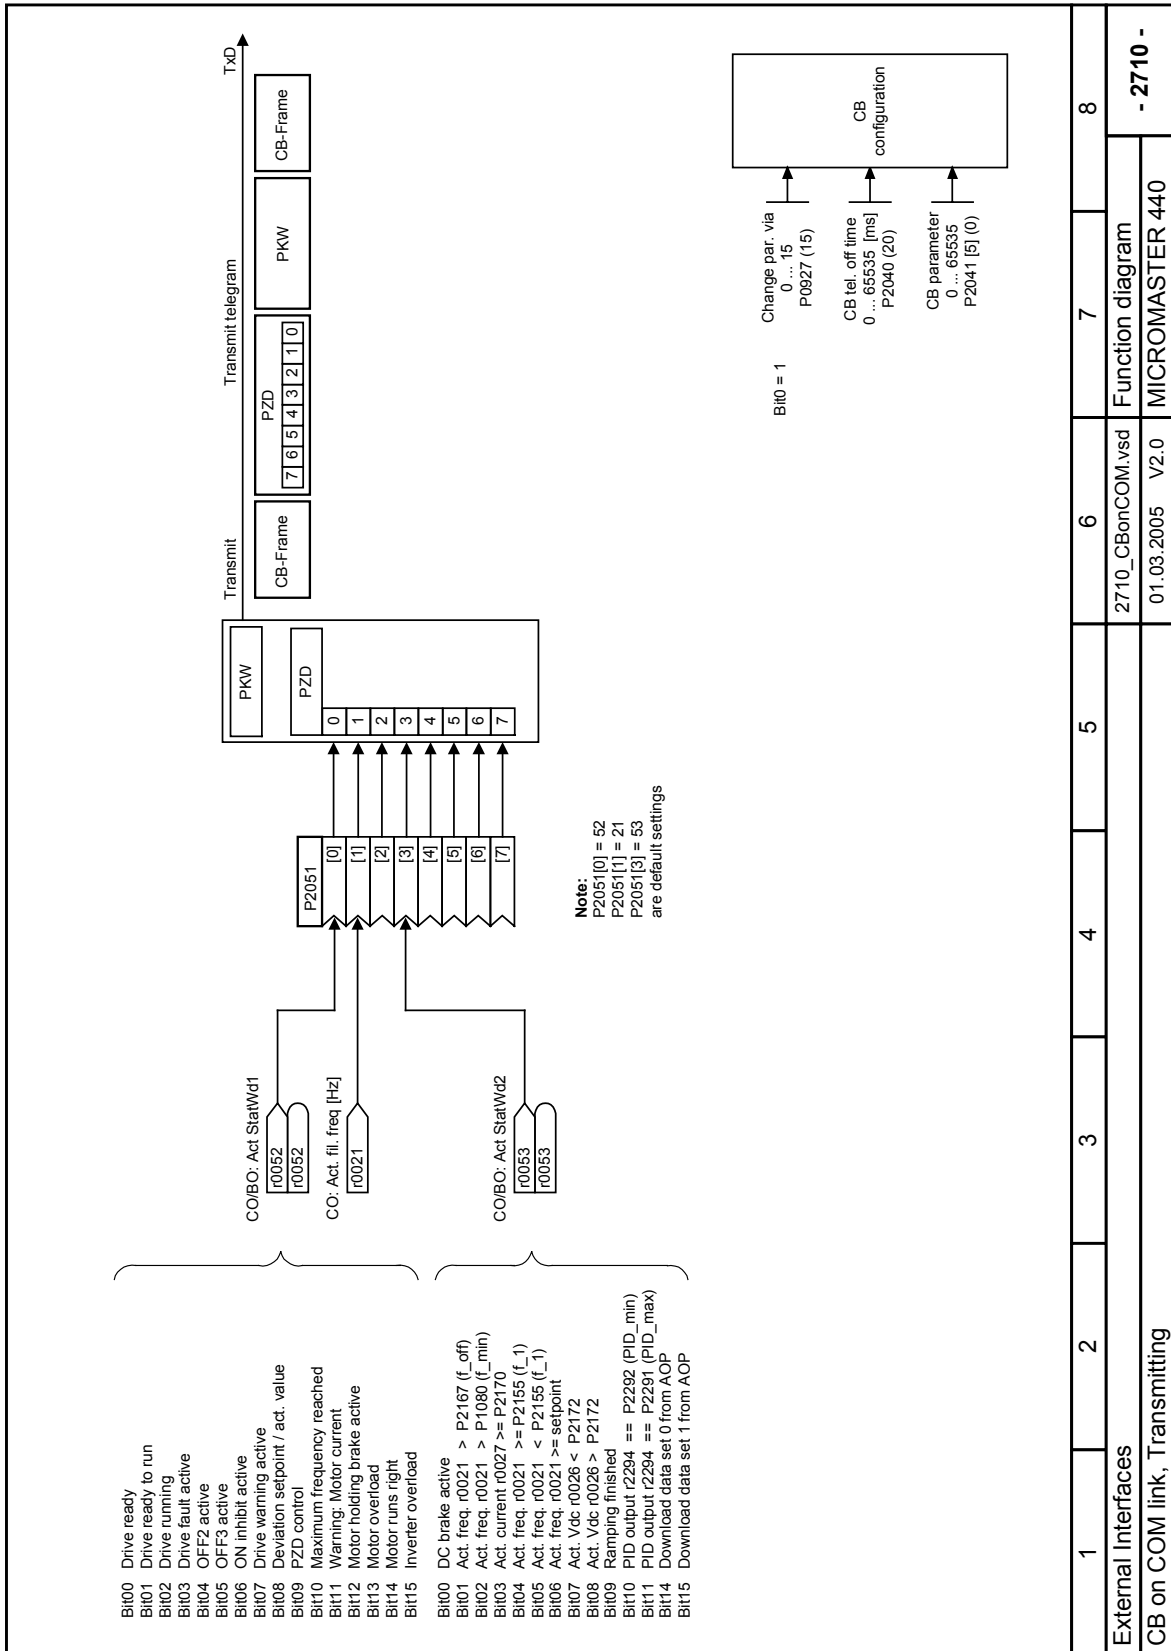 Bit00 Drive ready
Bit01 Drive ready to run
Bit02 Drive running
Bit03 Drive fault active
Bit04 OFF2 active
Bit05 OFF3 active
Bit06 ON inhibit active
Bit07 Drive warning active
Bit08 Deviation setpoint / act. value
Bit09 PZD control
Bit10 Maximum frequency reached
Bit11 Warning: Motor current
Bit12 Motor holding brake active
Bit13 Motor overload
Bit14 Motor runs right
Bit15 Inverter overload
Bit00 DC brake active
Bit01 Act. freq. r0021 > P2167 (f_off)
Bit02 Act. freq. r0021 > P1080 (f_min)
Bit03 Act. current r0027 >= P2170
Bit04 Act. freq. r0021 >= P2155 (f_1)
Bit05 Act. freq. r0021 < P2155 (f_1)
Bit06 Act. freq. r0021 >= setpoint
Bit07 Act. Vdc r0026 < P2172
Bit08 Act. Vdc r0026 > P2172
Bit09 Ramping finished
Bit10 PID output r2294 == P2292 (PID_min)
Bit11 PID output r2294 == P2291 (PID_max)
Bit14 Download data set 0 from AOP
Bit15 Download data set 1 from AOP
CO/BO: Act StatWd1
r0052
r0052
CO: Act. fil. freq [Hz]
r0021
CO/BO: Act StatWd2
r0053
r0053
P2051
[0]
[1]
[2]
[3]
[4]
[5]
[6]
[7]
Note:
P2051[0] = 52
P2051[1] = 21
P2051[3] = 53
are default settings
PKW
PZD
0
1
2
3
4
5
6
7
Transmit
Transmit telegram
TxD
CB-Frame
PZD
7 6 5 4 3 2 1 0
PKW
CB-Frame
Bit0 = 1
Change par. via
0 ... 15
P0927 (15)
CB tel. off time
0 ... 65535 [ms]
P2040 (20)
CB parameter
0 ... 65535
P2041 [5] (0)
CB
configuration
1 2 3 4 5 6 7 8
External Interfaces
CB on COM link, Transmitting
2710_CBonCOM.vsd
01.03.2005 V2.0
Function diagram
MICROMASTER 440
- 2710 -